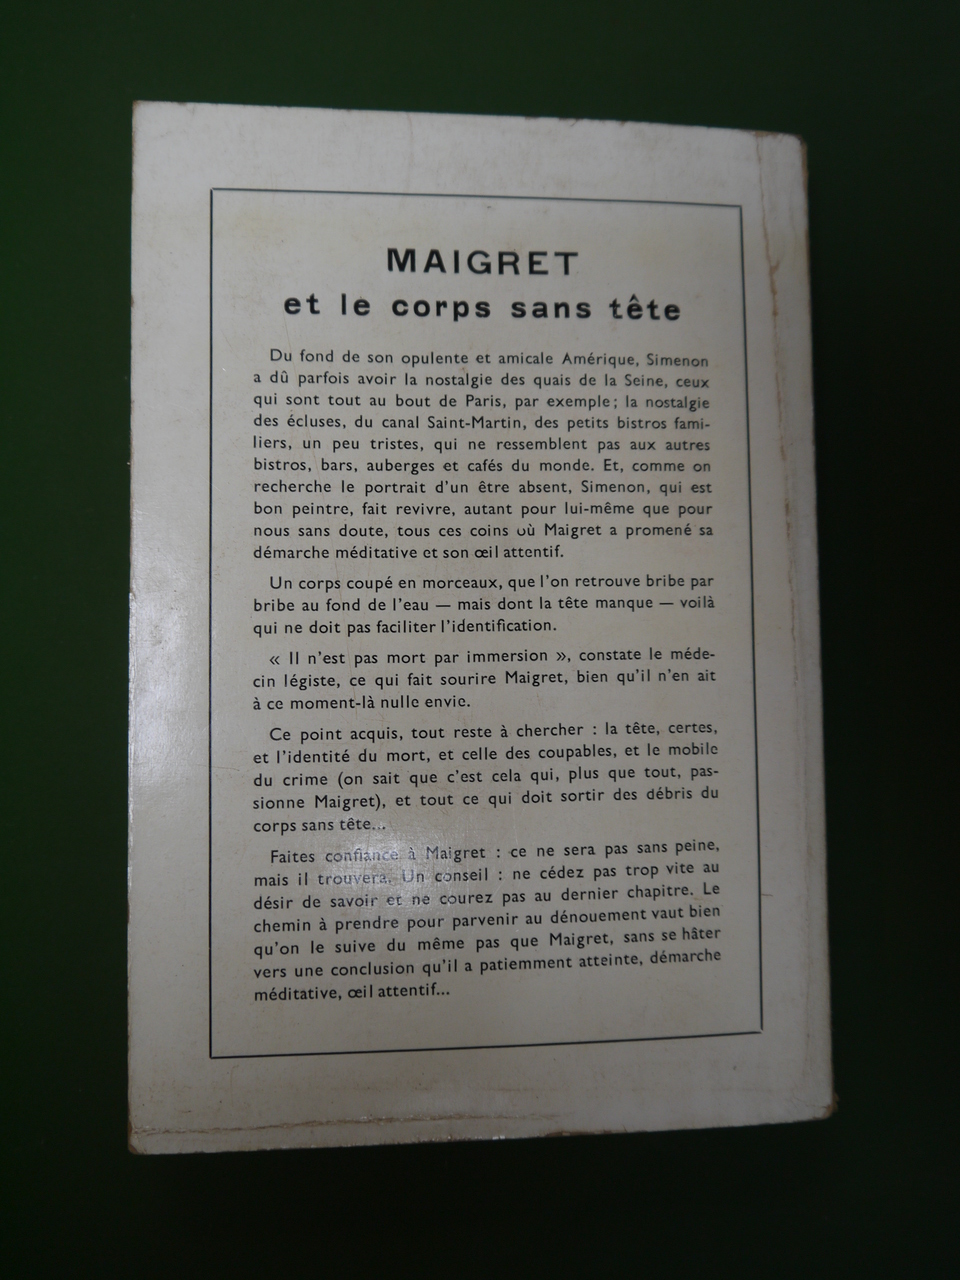 MAIGRET
et le corps sans tête
Du fond de son opulente et amicale Amérique, Simenon
a dû parfois avoir la nostalgie des quais de la Seine, ceux
qui sont tout au bout de Paris, par exemple ; la nostalgie
des écluses, du canal Saint-Martin, des petits bistros fami-
liers, un peu tristes, qui ne ressemblent pas aux autres
bistros, bars, auberges et cafés du monde. Et, comme on
recherche le portrait d'un être absent, Simenon, qui est
bon peintre, fait revivre, autant pour lui-même que pour
nous sans doute, tous ces coins où Maigret a promené sa
démarche méditative et son œil attentif.
Un corps coupé en morceaux, que l'on retrouve bribe par
bribe au fond de l'eau — mais dont la tête manque — voilà
qui ne doit pas faciliter l'identification.
« Il n'est pas mort par immersion », constate le méde-
cin légiste, ce qui fait sourire Maigret, bien qu'il n'en ait
à ce moment-là nulle envie.
Ce point acquis, tout reste à chercher : la tête, certes,
et l'identité du mort, et celle des coupables, et le mobile
du crime (on sait que c'est cela qui, plus que tout, pas-
sionne Maigret), et tout ce qui doit sortir des débris du
corps sans tête...
Faites confiance à Maigret : ce ne sera pas sans peine,
mais il trouvera. Un conseil : ne cédez pas trop vite au
désir de savoir et ne courez pas au dernier chapitre. Le
chemin à prendre pour parvenir au dénouement vaut bien
qu'on le suive du même pas que Maigret, sans se hâter
vers une conclusion qu'il a patiemment atteinte, démarche
méditative, œil attentif...